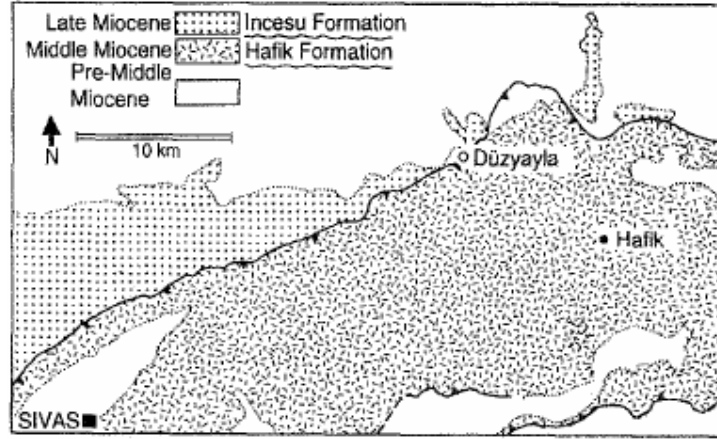 Late Miocene Incesu Formation
Middle Miocene Hafik Formation
Pre-Middle
Miocene
N
10 km
Düzyayla
Hafik
SIVAS